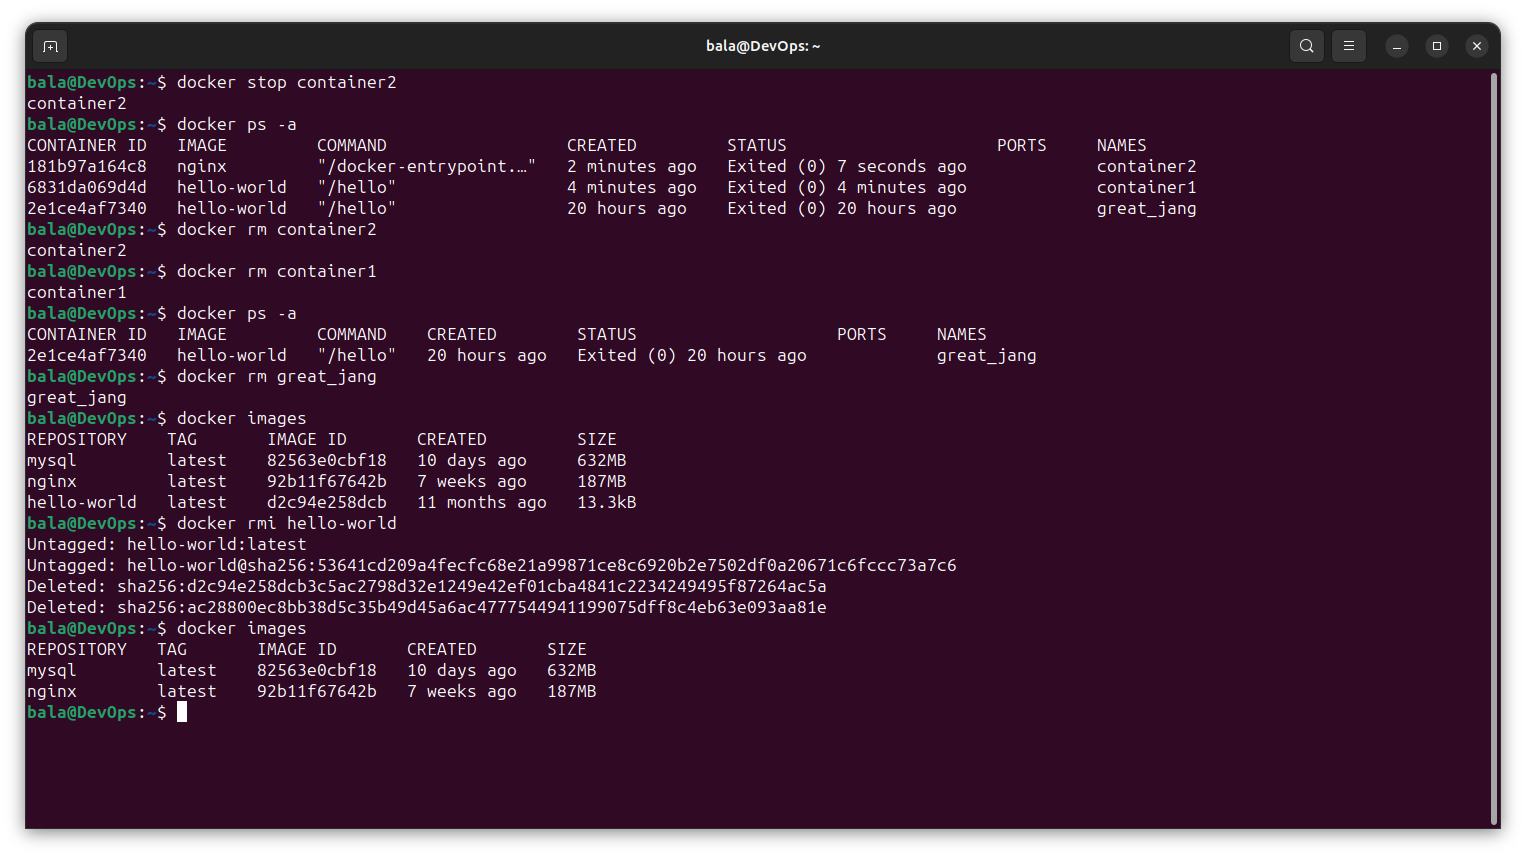 bala@DevOps: ~
bala@DevOps:~$ docker stop container2
container2
bala@DevOps:~$ docker ps -a
CONTAINER ID   IMAGE         COMMAND                  CREATED         STATUS                     PORTS     NAMES
181b97a164c8   nginx         "/docker-entrypoint.…"   2 minutes ago   Exited (0) 7 seconds ago             container2
6831da069d4d   hello-world   "/hello"                 4 minutes ago   Exited (0) 4 minutes ago             container1
2e1ce4af7340   hello-world   "/hello"                 20 hours ago    Exited (0) 20 hours ago              great_jang
bala@DevOps:~$ docker rm container2
container2
bala@DevOps:~$ docker rm container1
container1
bala@DevOps:~$ docker ps -a
CONTAINER ID   IMAGE         COMMAND    CREATED        STATUS                    PORTS     NAMES
2e1ce4af7340   hello-world   "/hello"   20 hours ago   Exited (0) 20 hours ago             great_jang
bala@DevOps:~$ docker rm great_jang
great_jang
bala@DevOps:~$ docker images
REPOSITORY    TAG       IMAGE ID       CREATED         SIZE
mysql         latest    82563e0cbf18   10 days ago     632MB
nginx         latest    92b11f67642b   7 weeks ago     187MB
hello-world   latest    d2c94e258dcb   11 months ago   13.3kB
bala@DevOps:~$ docker rmi hello-world
Untagged: hello-world:latest
Untagged: hello-world@sha256:53641cd209a4fecfc68e21a99871ce8c6920b2e7502df0a20671c6fccc73a7c6
Deleted: sha256:d2c94e258dcb3c5ac2798d32e1249e42ef01cba4841c2234249495f87264ac5a
Deleted: sha256:ac28800ec8bb38d5c35b49d45a6ac4777544941199075dff8c4eb63e093aa81e
bala@DevOps:~$ docker images
REPOSITORY   TAG       IMAGE ID       CREATED       SIZE
mysql        latest    82563e0cbf18   10 days ago   632MB
nginx        latest    92b11f67642b   7 weeks ago   187MB
bala@DevOps:~$